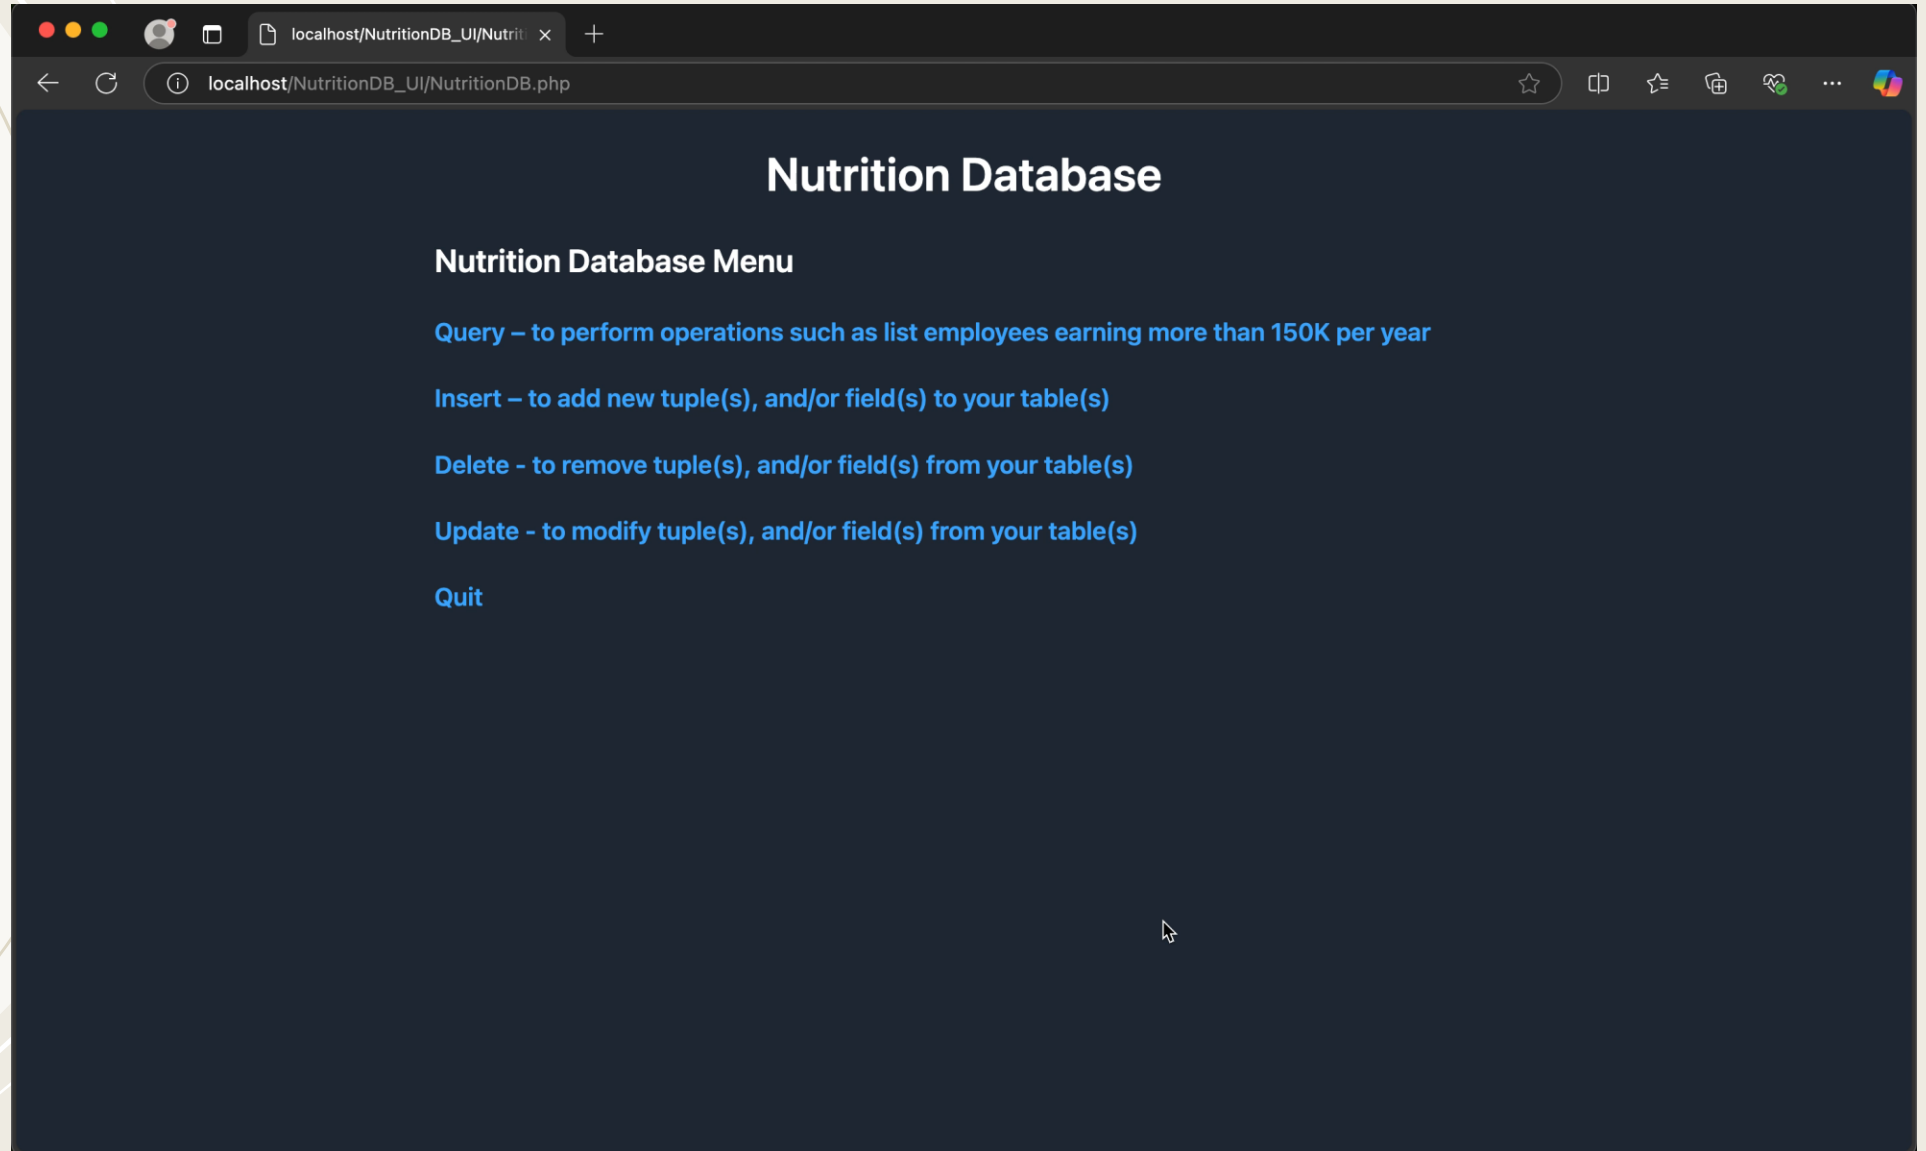 localhost/NutritionDB_UI/Nutriti
localhost/NutritionDB_UI/NutritionDB.php
Nutrition Database
Nutrition Database Menu
Query – to perform operations such as list employees earning more than 150K per year
Insert – to add new tuple(s), and/or field(s) to your table(s)
Delete - to remove tuple(s), and/or field(s) from your table(s)
Update - to modify tuple(s), and/or field(s) from your table(s)
Quit